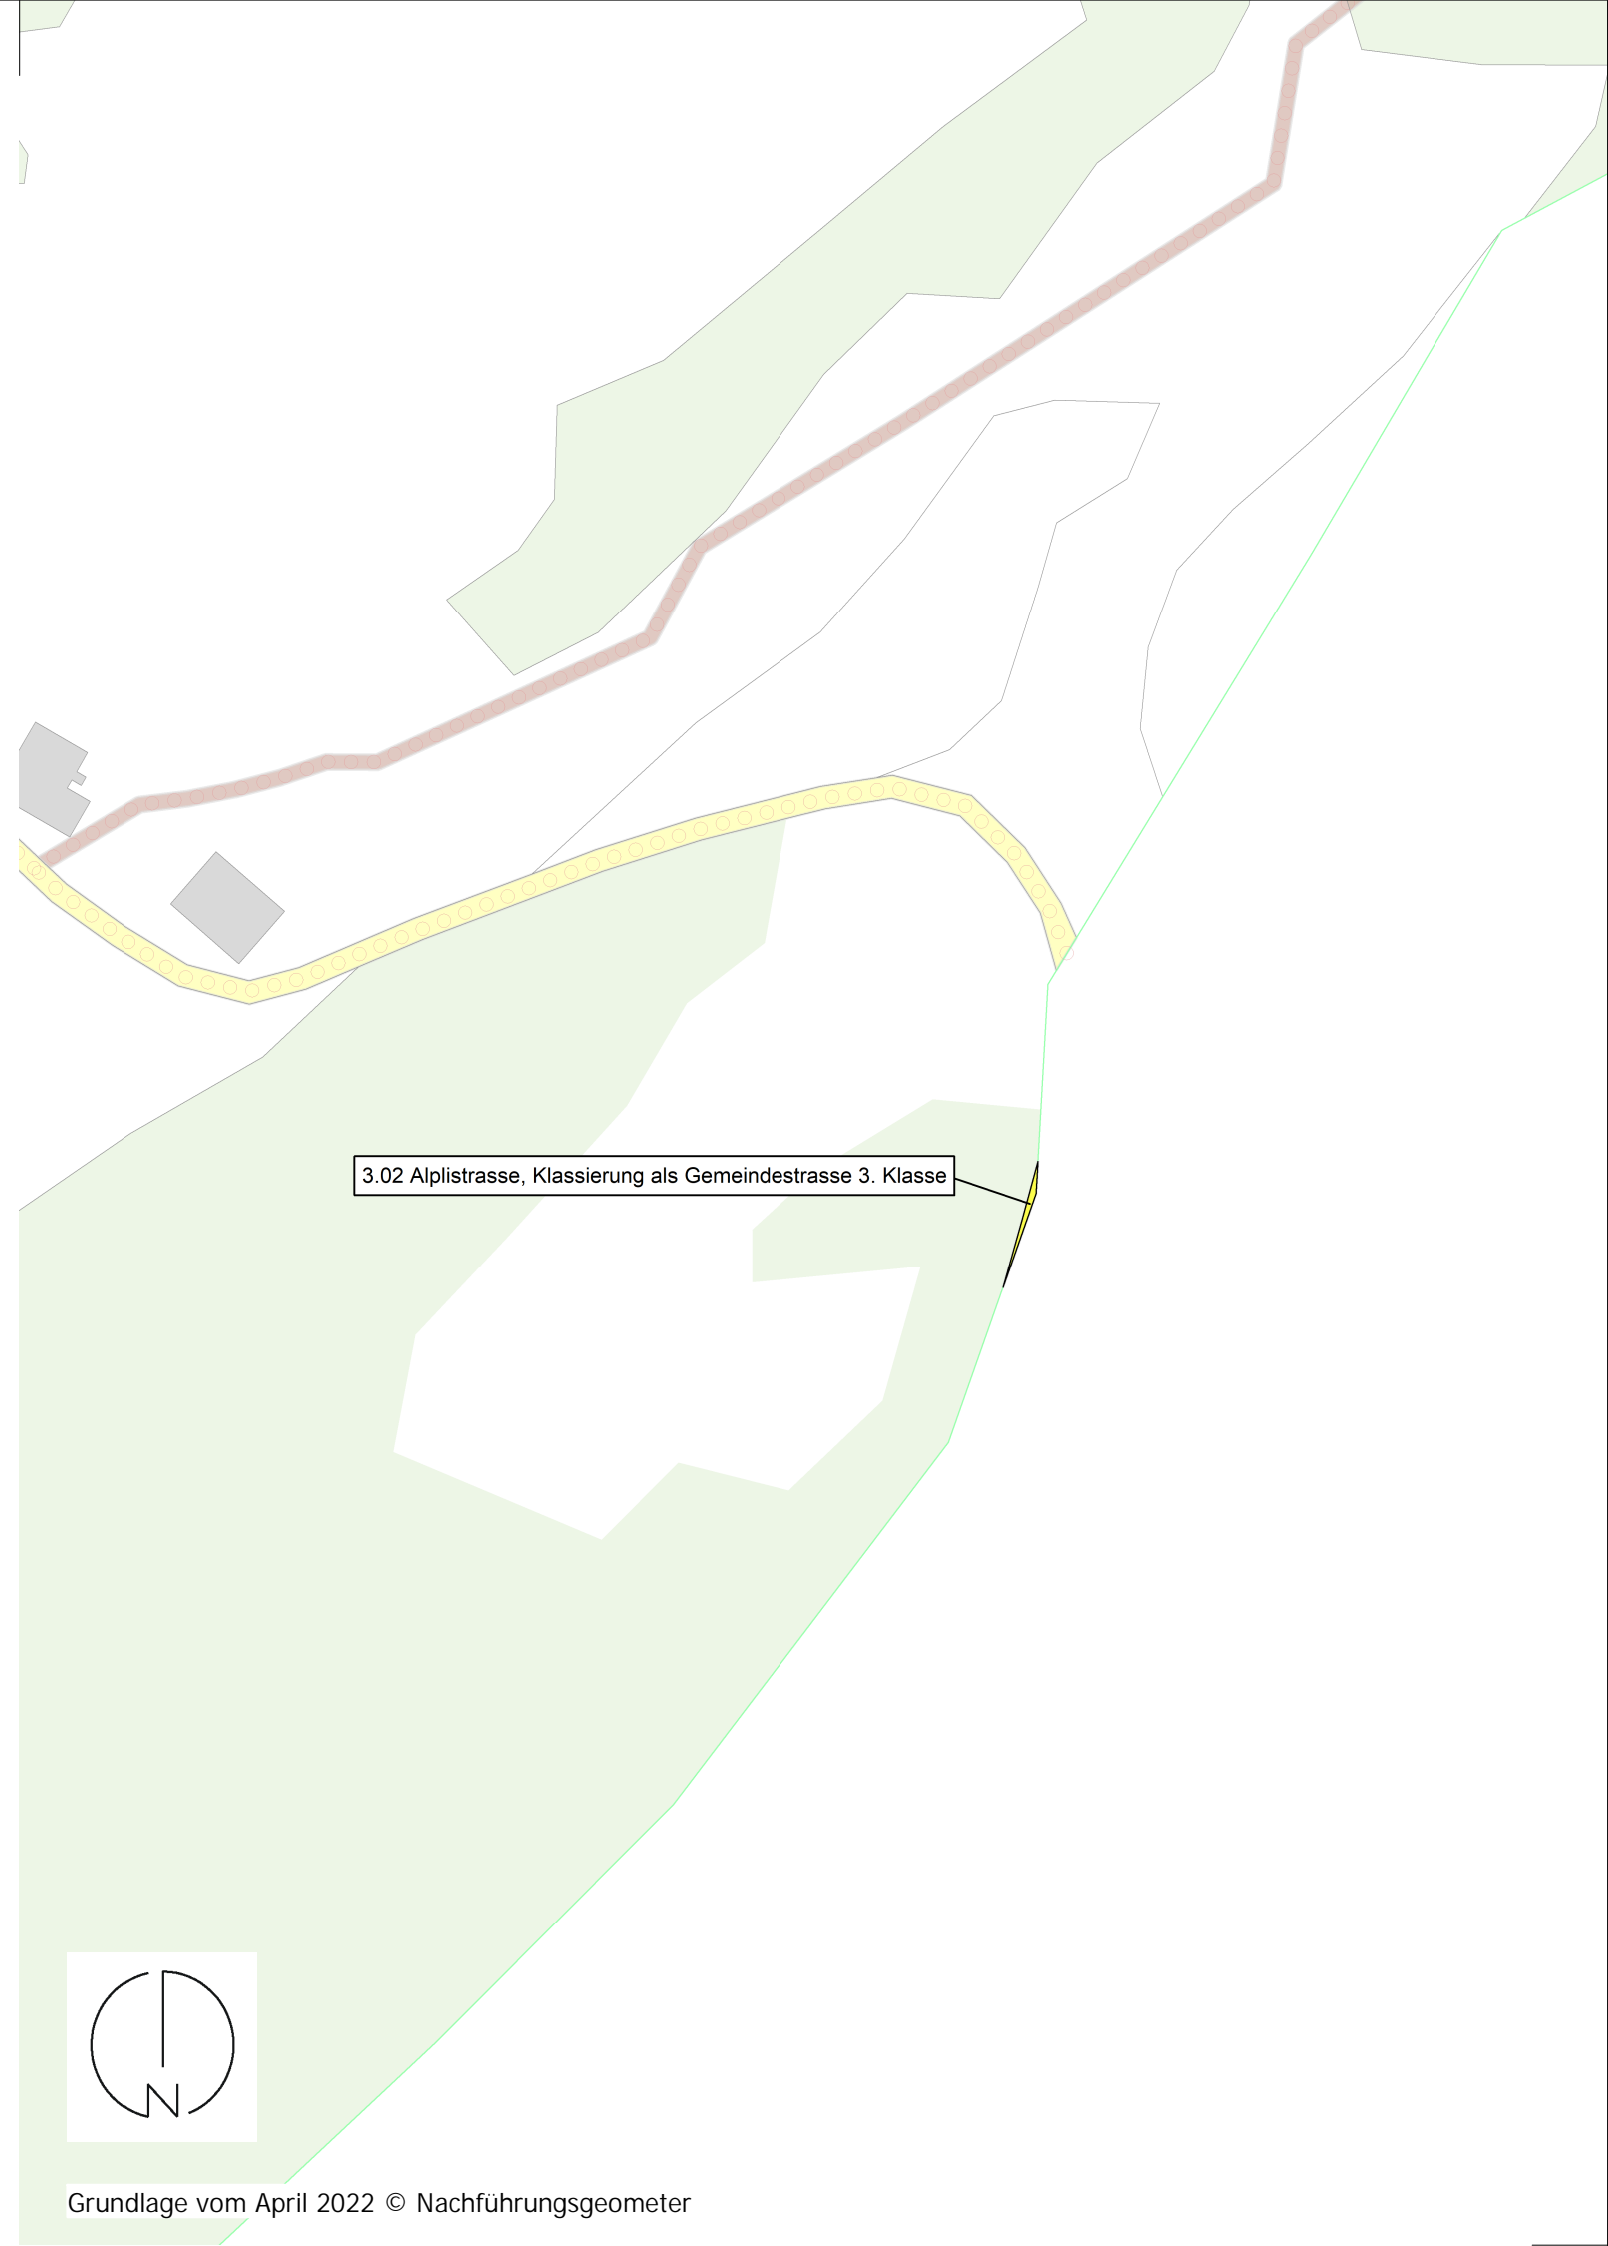 3.02 Alplistrasse, Klassierung als Gemeindestrasse 3. Klasse
N
Grundlage vom April 2022 © Nachführungsgeometer